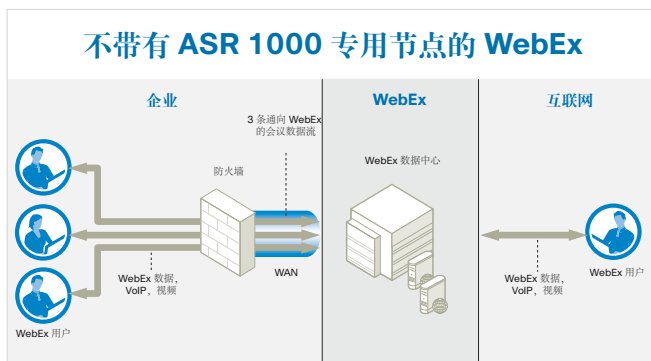 不带有 ASR 1000 专用节点的 WebEx
企业
WebEx
互联网
3 条通向 WebEx
的会议数据流
防火墙
WebEx 数据中心
WAN
WebEx 数据,
VoIP，视频
WebEx 用户
WebEx 用户
WebEx 数据,
VoIP，视频